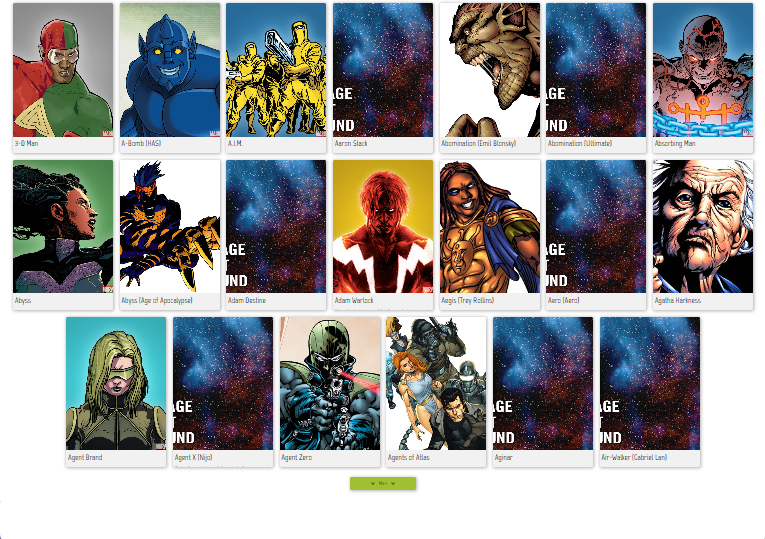 3-D Man
A-Bomb (HAS)
A.I.M.
AGE
UND
Aaron Stack
Abomination (Emil Blonsky)
AGE
UND
Abomination (Ultimate)
Absorbing Man
Abyss
Abyss (Age of Apocalypse)
AGE
UND
Adam Destine
Adam Warlock
Aegis (Trey Rollins)
AGE
UND
Aero (Aero)
Agatha Harkness
Agent Brand
AGE
UND
Agent X (Nijo)
Agent Zero
Agents of Atlas
AGE
UND
Aginar
AGE
UND
Air-Walker (Gabriel Lan)